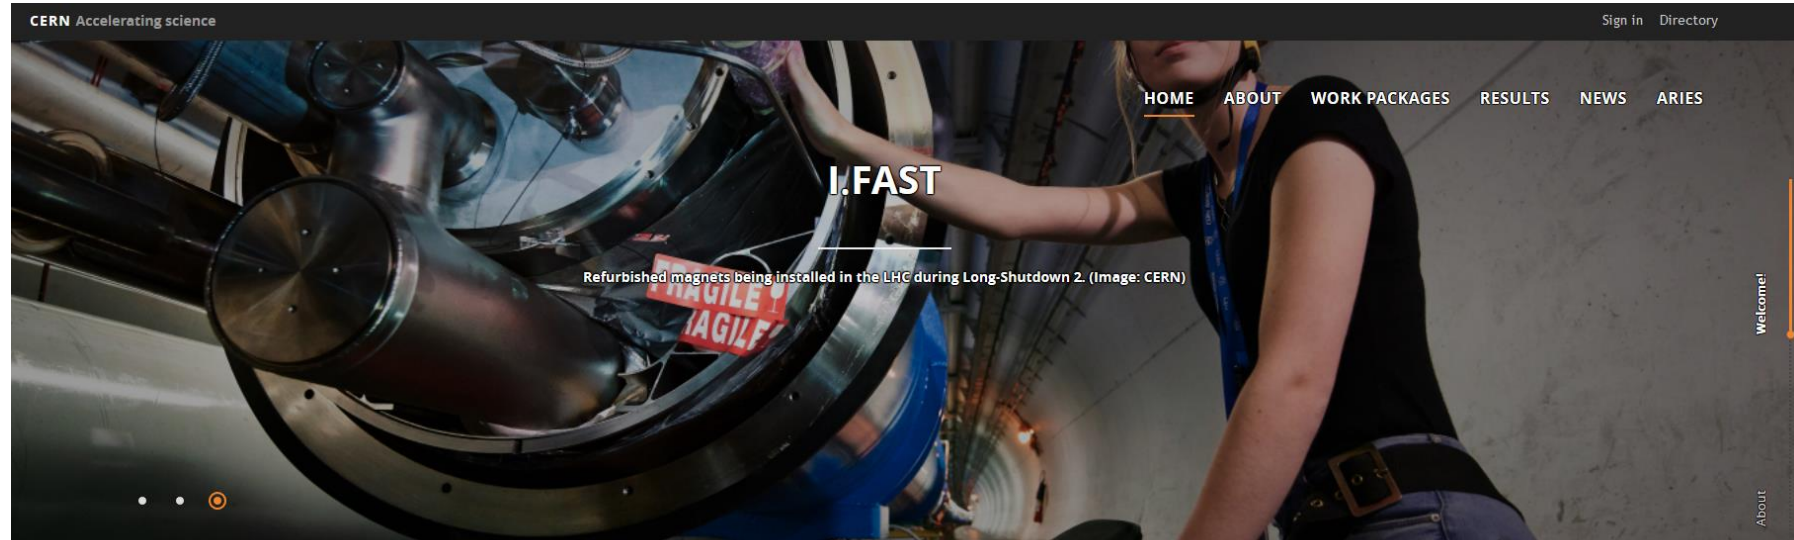 CERN Accelerating science
Sign in Directory
HOME ABOUT WORK PACKAGES RESULTS NEWS ARIES
I.FAST
Refurbished magnets being installed in the LHC during Long-Shutdown 2. (Image: CERN)
FRAGILE
RAGILE
Welcome!
About